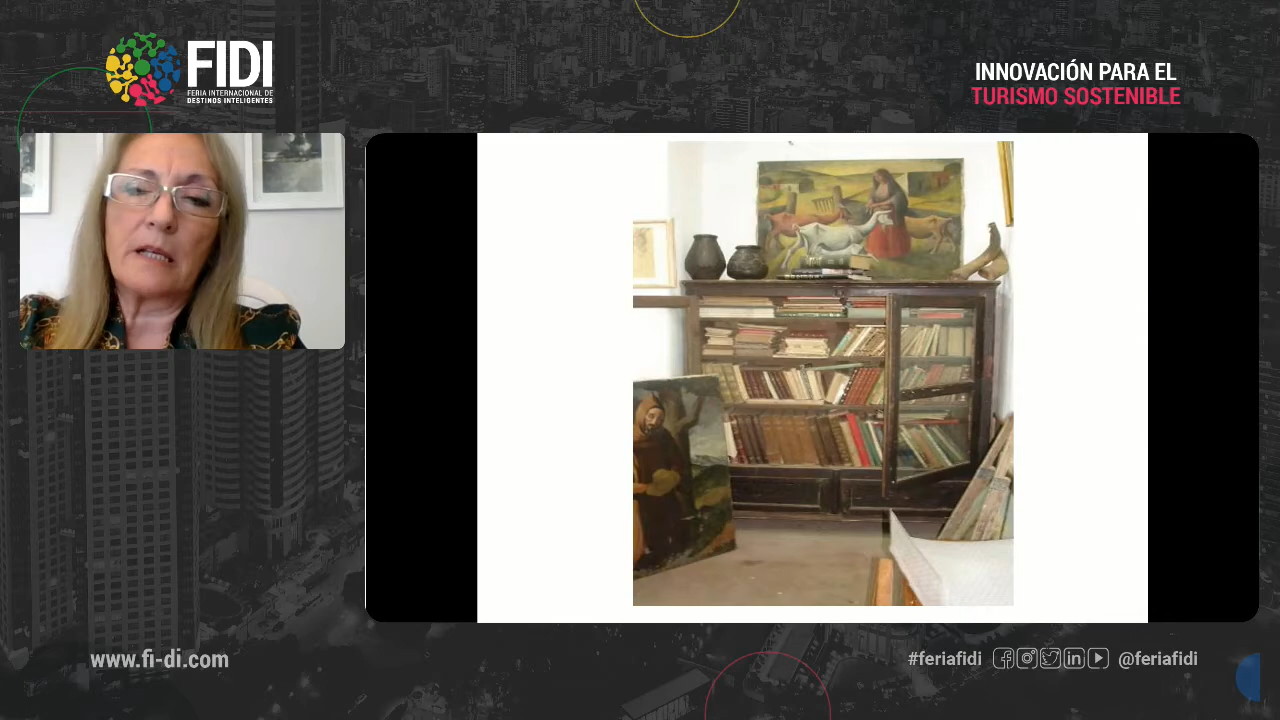 FIDI
FERIA INTERNACIONAL DE
DESTINOS INTELIGENTES
INNOVACIÓN PARA EL
TURISMO SOSTENIBLE
www.fi-di.com
#feriafidi
@feriafidi